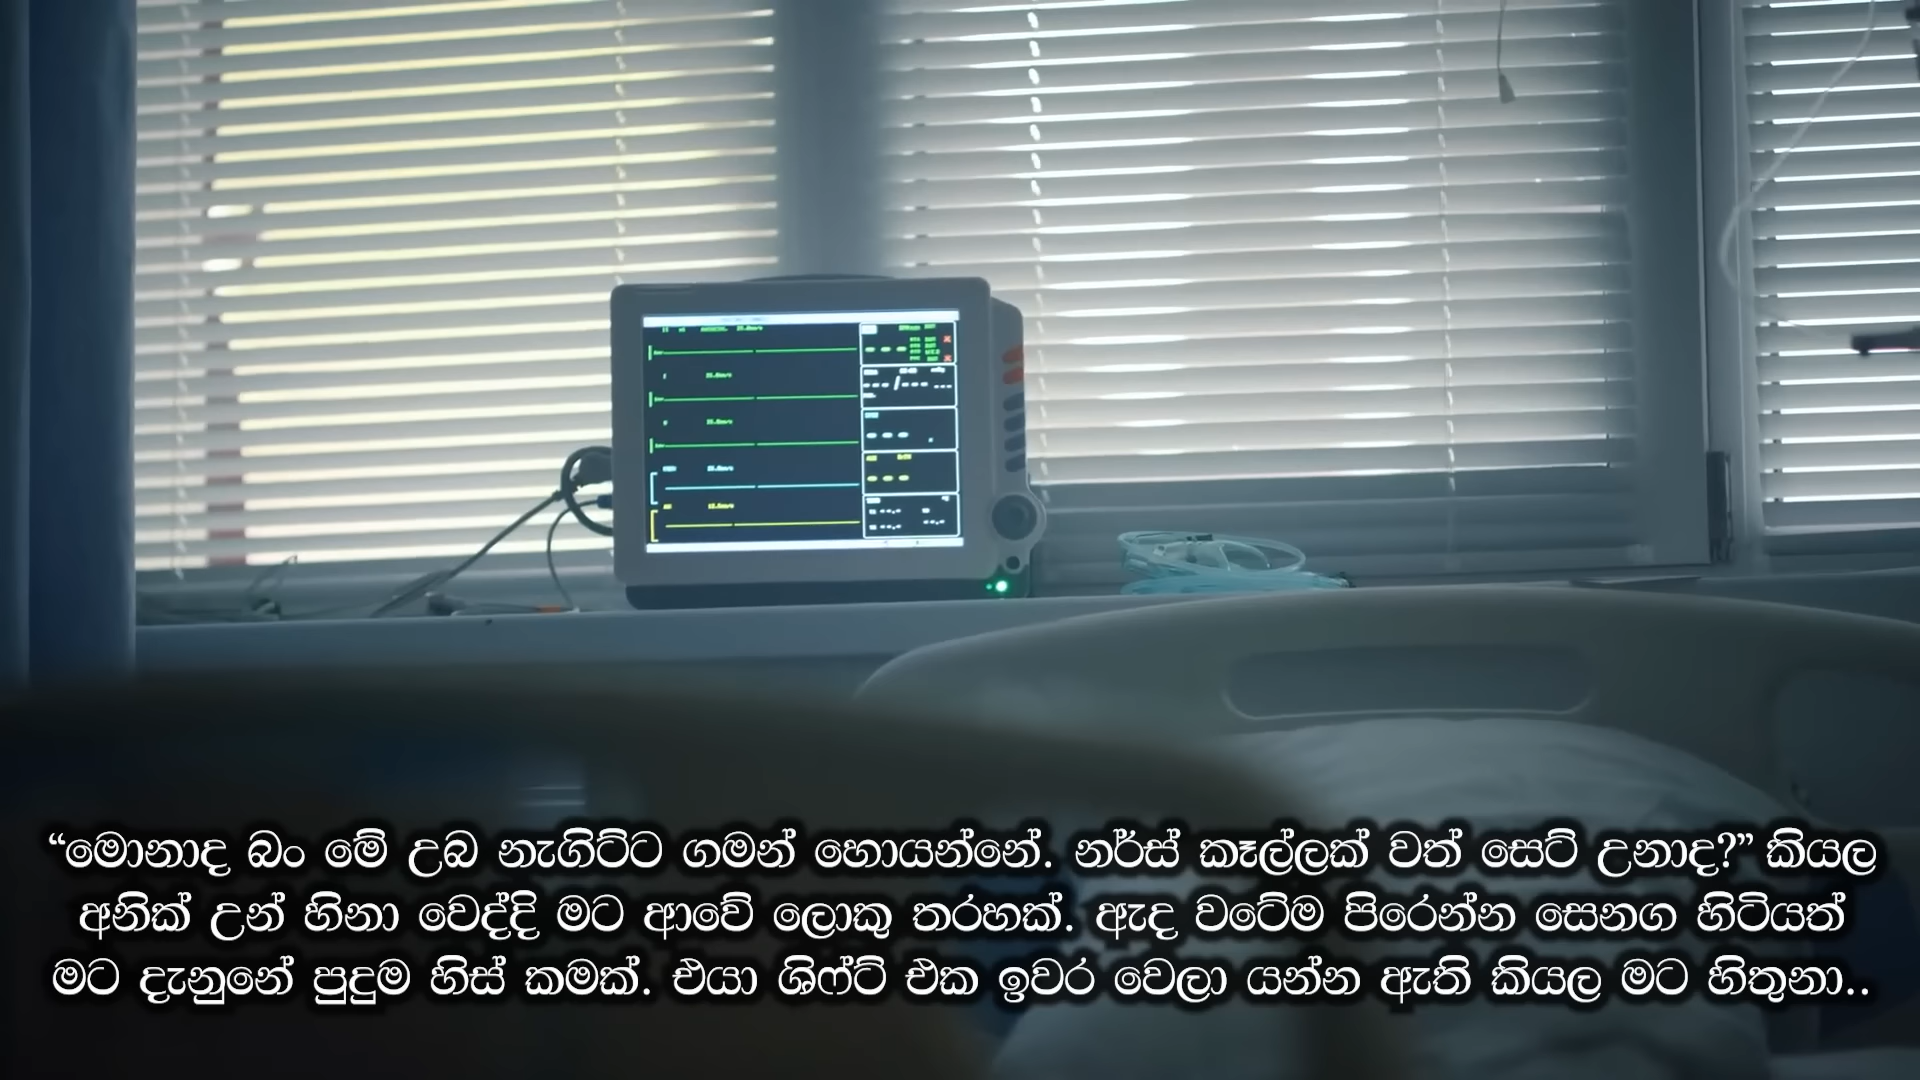 “මොනාද බං මේ උබ නැගිට්ට ගමන් හොයන්නේ. නර්ස් කෑල්ලක් වත් සෙට් උනාද?” කියල
අනික් උන් හිනා වෙද්දි මට ආවේ ලොකු තරහක්. ඇද වටේම පිරෙන්න සෙනග හිටියත්
මට දැනුනේ පුදුම හිස් කමක්. එයා ශිෆ්ට් එක ඉවර වෙලා යන්න ඇති කියල මට හිතුනා..